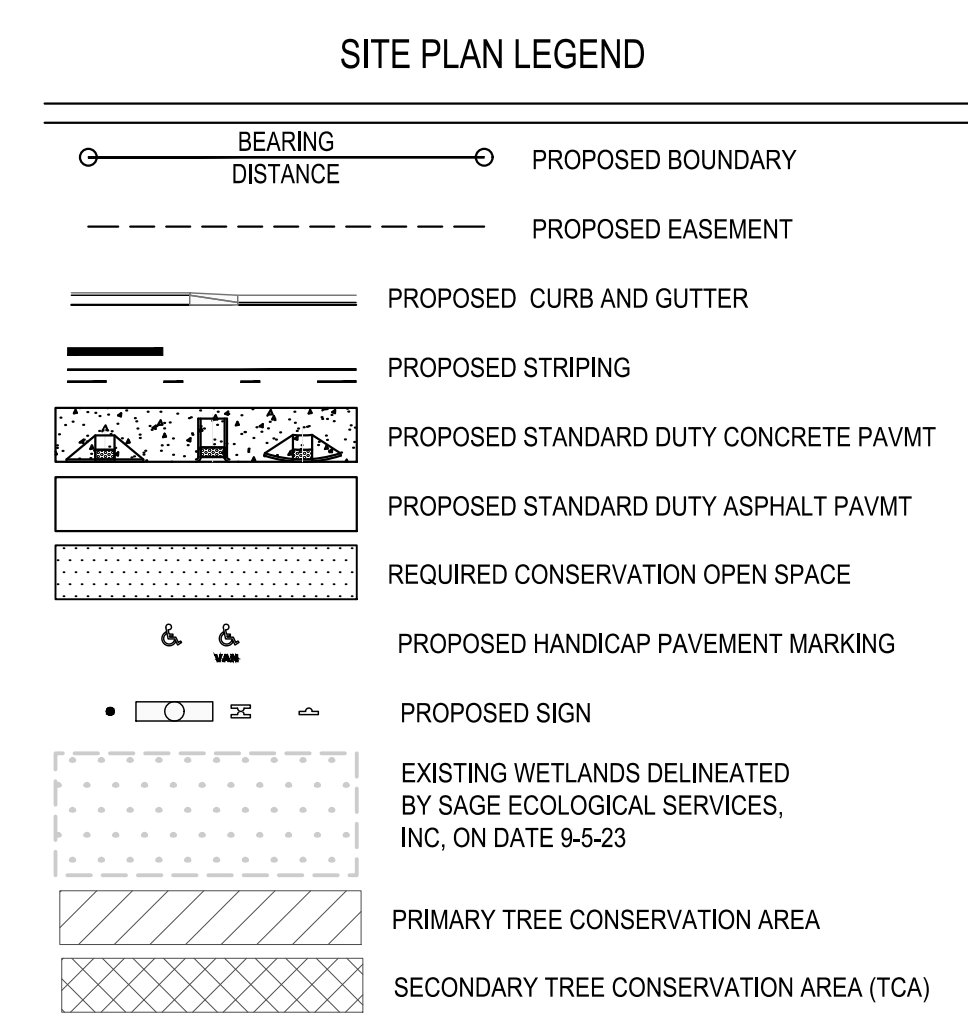 SITE PLAN LEGEND
BEARING
DISTANCE
PROPOSED BOUNDARY
PROPOSED EASEMENT
PROPOSED CURB AND GUTTER
PROPOSED STRIPING
PROPOSED STANDARD DUTY CONCRETE PAVMT
PROPOSED STANDARD DUTY ASPHALT PAVMT
REQUIRED CONSERVATION OPEN SPACE
VAN
PROPOSED HANDICAP PAVEMENT MARKING
PROPOSED SIGN
EXISTING WETLANDS DELINEATED
BY SAGE ECOLOGICAL SERVICES,
INC, ON DATE 9-5-23
PRIMARY TREE CONSERVATION AREA
SECONDARY TREE CONSERVATION AREA (TCA)